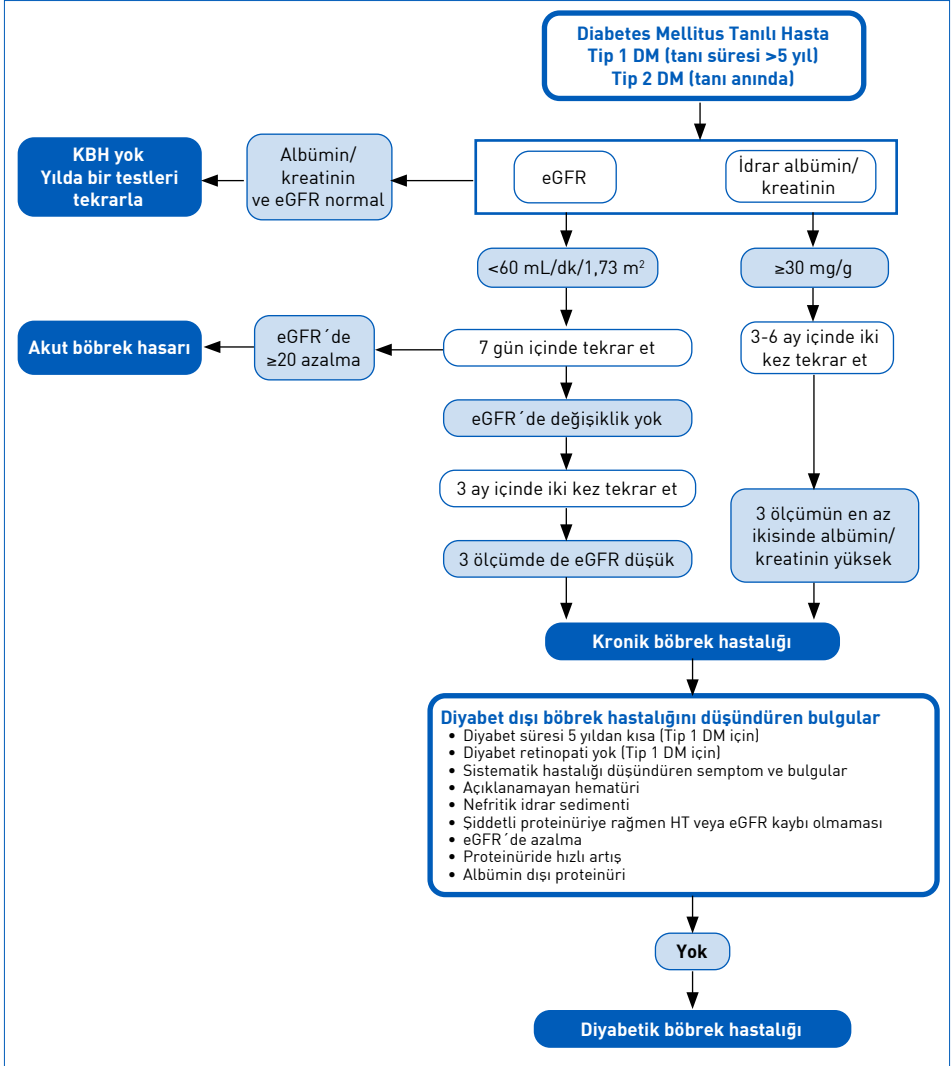 Diabetes Mellitus Tanılı Hasta
Tip 1 DM (tanı süresi >5 yıl)
Tip 2 DM (tanı anında)
KBH yok
Yılda bir testleri
tekrarla
Albümin/
kreatinin
ve eGFR normal
eGFR
İdrar albümin/
kreatinin
<60 mL/dk/1,73 m²
≥30 mg/g
Akut böbrek hasarı
eGFR´de
≥20 azalma
7 gün içinde tekrar et
3-6 ay içinde iki
kez tekrar et
eGFR´de değişiklik yok
3 ay içinde iki kez tekrar et
3 ölçümde de eGFR düşük
3 ölçümün en az
ikisinde albümin/
kreatinin yüksek
Kronik böbrek hastalığı
Diyabet dışı böbrek hastalığını düşündüren bulgular
• Diyabet süresi 5 yıldan kısa (Tip 1 DM için)
• Diyabet retinopati yok (Tip 1 DM için)
• Sistematik hastalığı düşündüren semptom ve bulgular
• Açıklanamayan hematüri
• Nefritik idrar sedimenti
• Şiddetli proteinüriye rağmen HT veya eGFR kaybı olmaması
• eGFR´de azalma
• Proteinüride hızlı artış
• Albümin dışı proteinüri
Yok
Diyabetik böbrek hastalığı